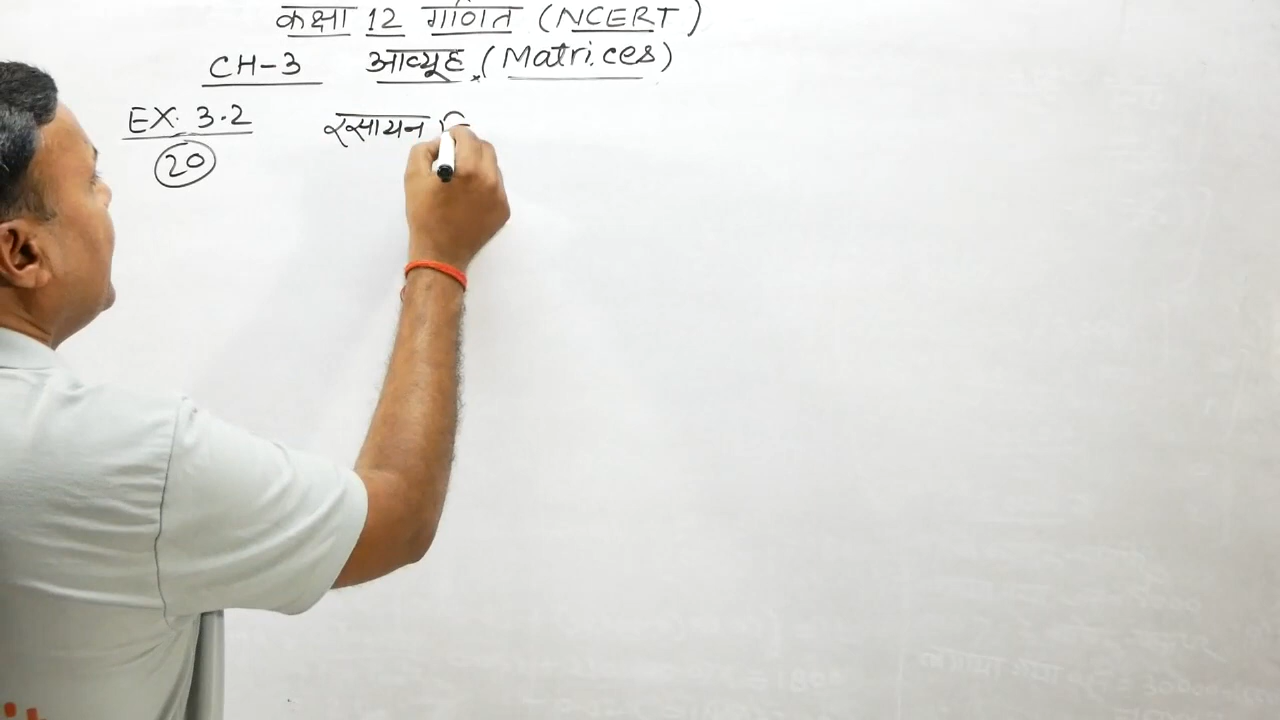 कक्षा 12 गणित (NCERT)
CH-3 आव्यूह (Matrices)
EX. 3.2 रसायन
20